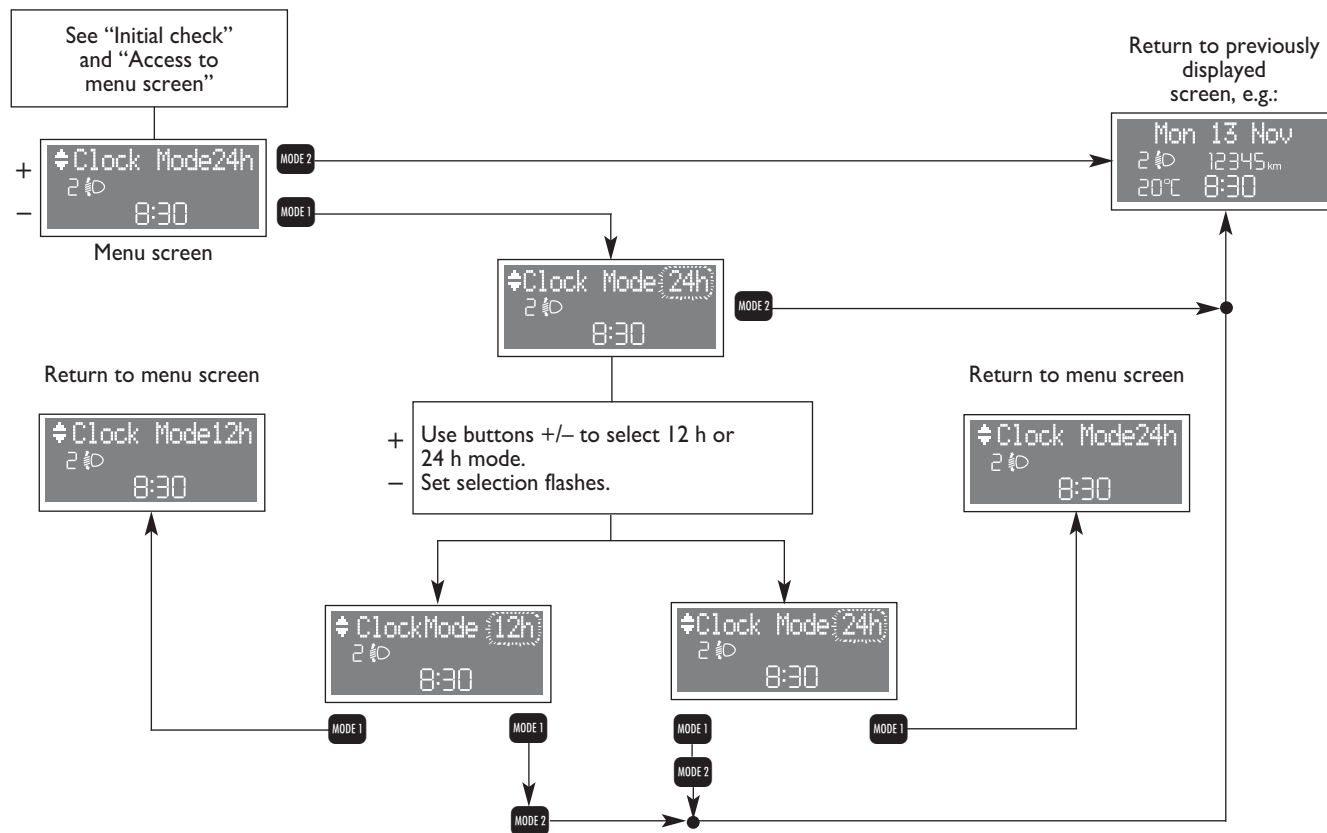 See “Initial check”
and “Access to
menu screen”
Return to previously
displayed
screen, e.g.:
+
–
Clock Mode24h
2
8:30
MODE 2
MODE 1
Menu screen
Mon 13 Nov
2 12345 km
20°C 8:30
Clock Mode 24h
2
8:30
MODE 2
Return to menu screen
Clock Mode12h
2
8:30
+
–
Use buttons +/– to select 12 h or
24 h mode.
Set selection flashes.
Return to menu screen
Clock Mode24h
2
8:30
ClockMode 12h
2
8:30
Clock Mode 24h
2
8:30
MODE 1
MODE 1
MODE 2
MODE 1
MODE 2
MODE 1